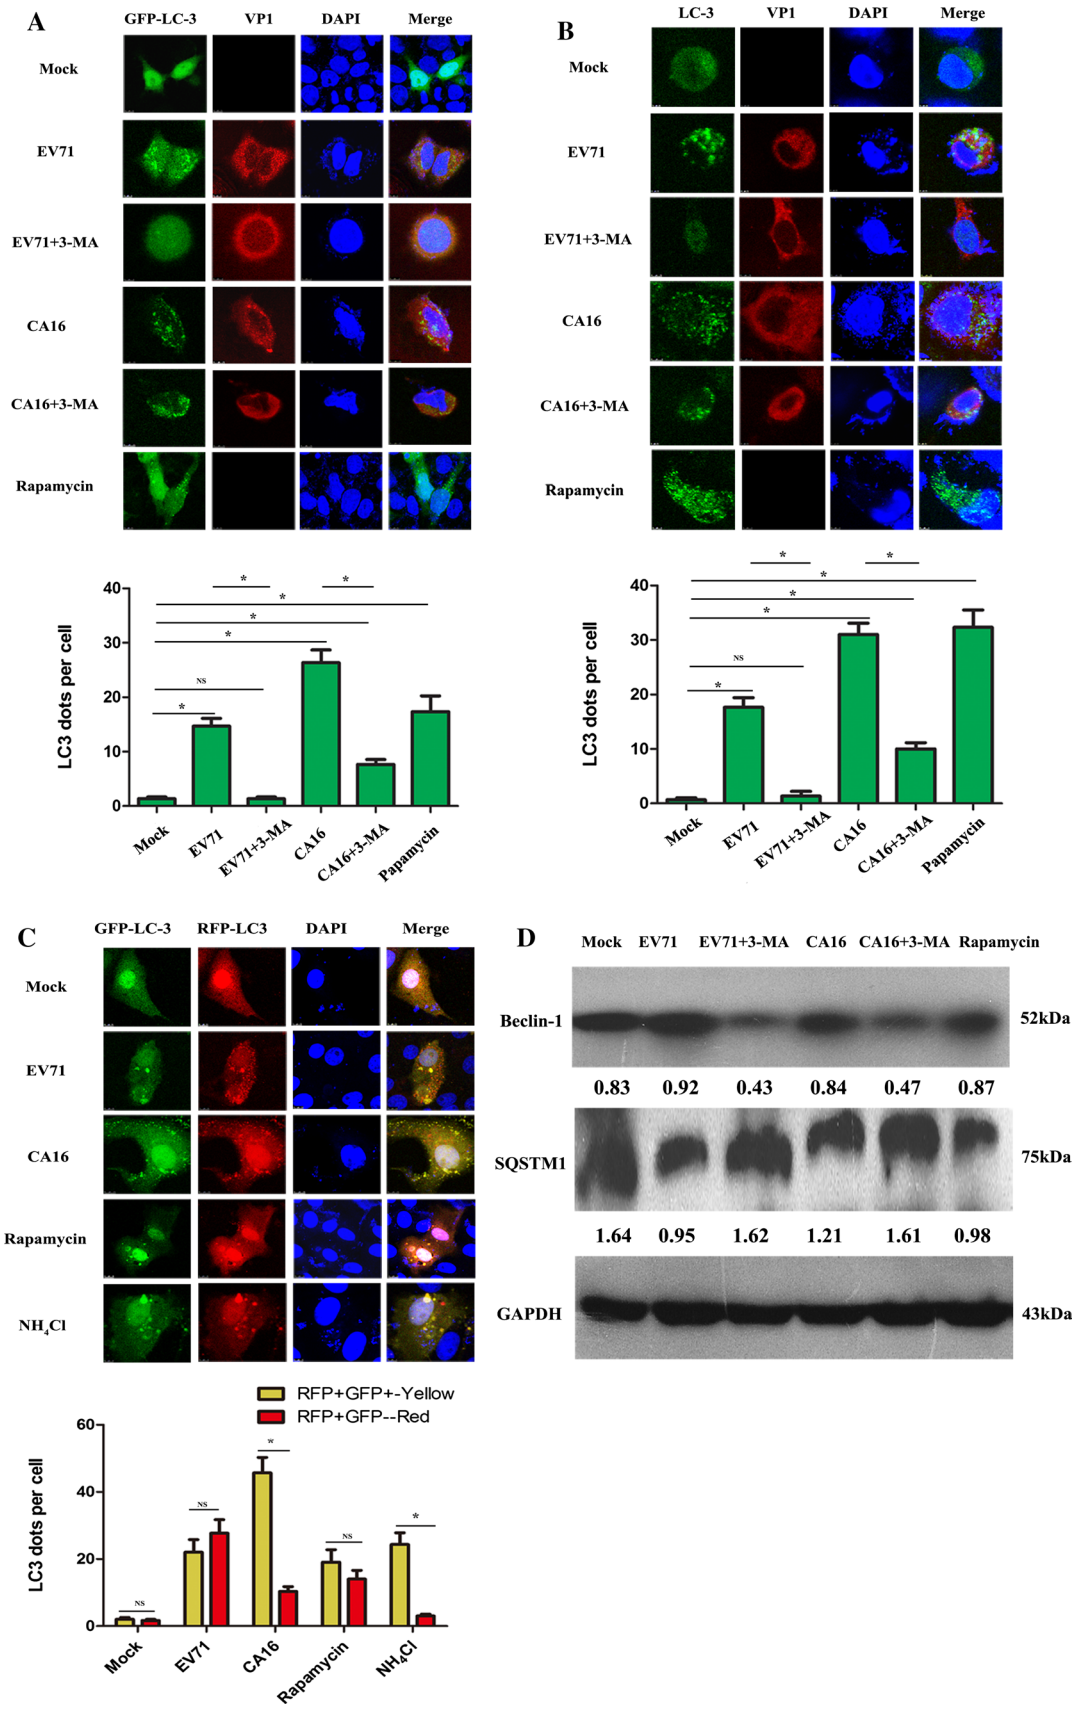 A
GFP-LC-3 VP1 DAPI Merge
Mock
EV71
EV71+3-MA
CA16
CA16+3-MA
Rapamycin
LC3 dots per cell
40
30
20
10
0
*
*
*
*
*
NS
*
Mock EV71 EV71+3-MA CA16 CA16+3-MA Papamycin
B
LC-3 VP1 DAPI Merge
Mock
EV71
EV71+3-MA
CA16
CA16+3-MA
Rapamycin
LC3 dots per cell
40
30
20
10
0
*
*
*
*
*
NS
*
Mock EV71 EV71+3-MA CA16 CA16+3-MA Papamycin
C
GFP-LC-3 RFP-LC3 DAPI Merge
Mock
EV71
CA16
Rapamycin
NH4Cl
RFP+GFP+-Yellow
RFP+GFP--Red
LC3 dots per cell
60
40
20
0
NS
NS
*
NS
*
Mock EV71 CA16 Rapamycin NH4Cl
D
Mock EV71 EV71+3-MA CA16 CA16+3-MA Rapamycin
Beclin-1 52kDa
0.83 0.92 0.43 0.84 0.47 0.87
SQSTM1 75kDa
1.64 0.95 1.62 1.21 1.61 0.98
GAPDH 43kDa